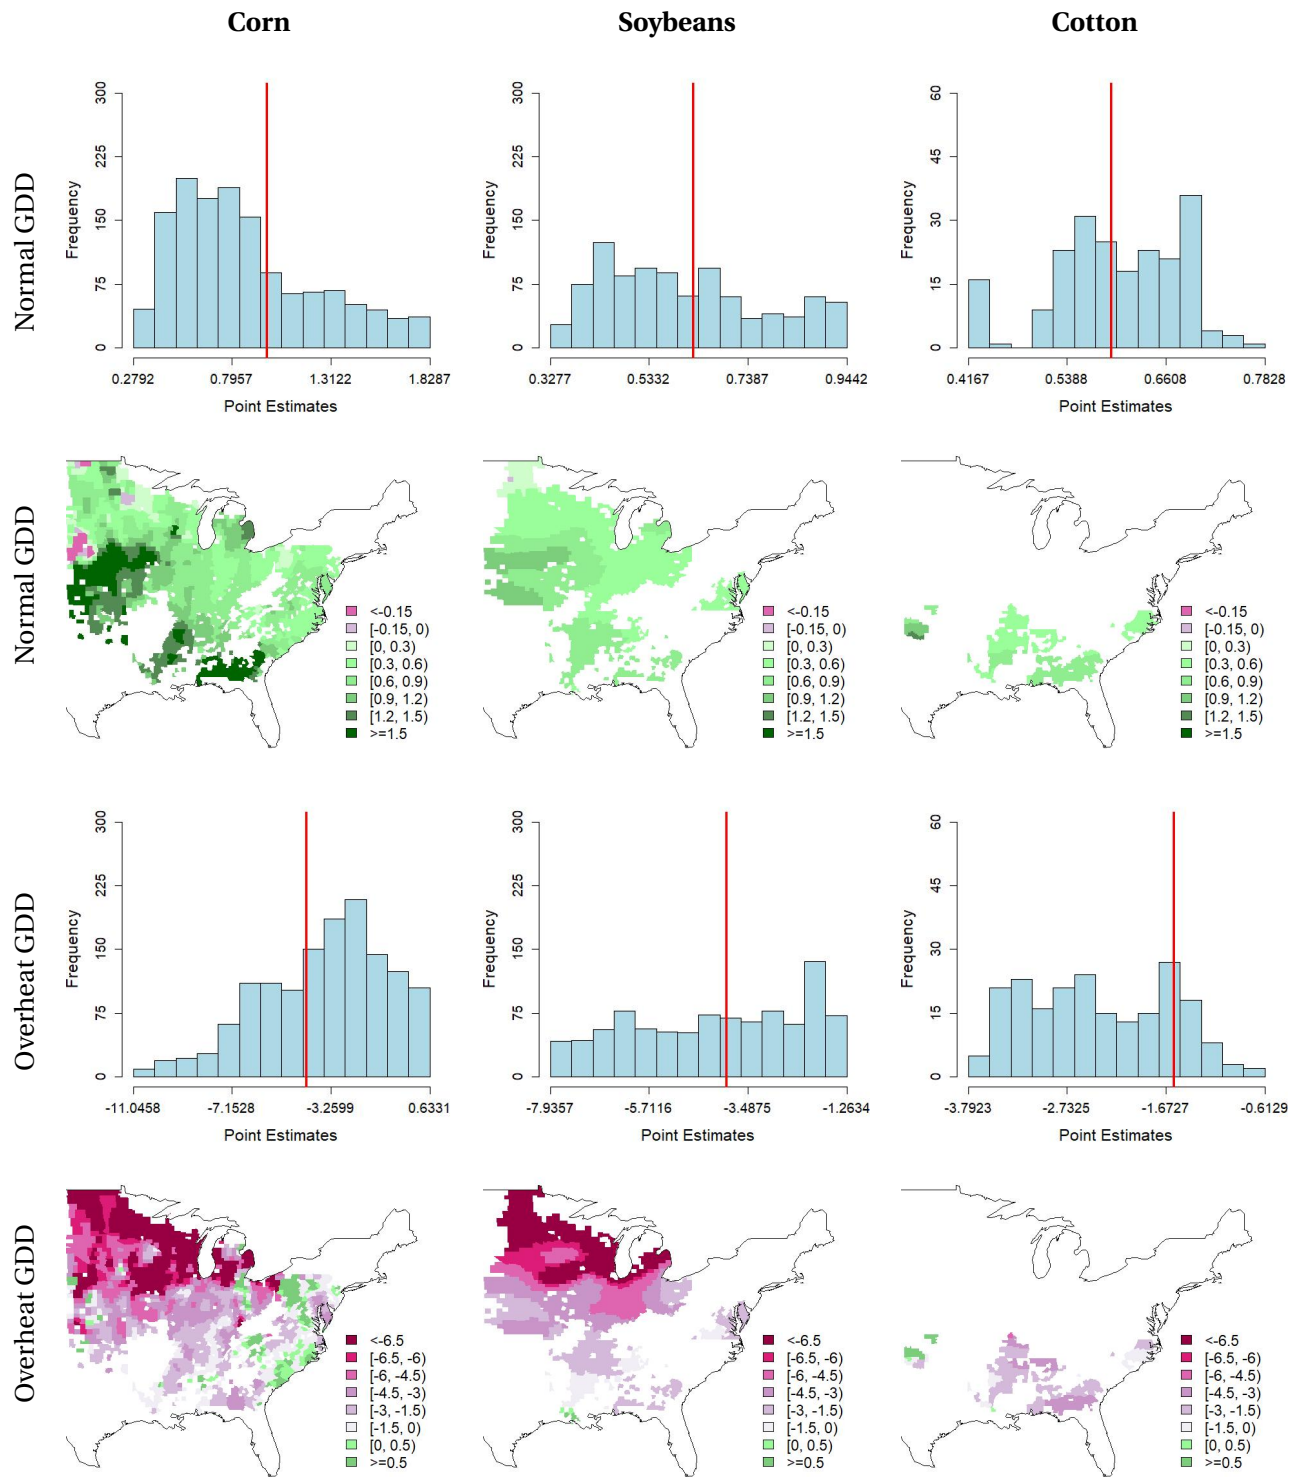 Corn Soybeans Cotton
Normal GDD
Frequency
0 75 150 225 300
0.2792 0.7957 1.3122 1.8287
Point Estimates
Frequency
0 75 150 225 300
0.3277 0.5332 0.7387 0.9442
Point Estimates
Frequency
0 15 30 45 60
0.4167 0.5388 0.6608 0.7828
Point Estimates
Normal GDD
<-0.15
[-0.15, 0)
[0, 0.3)
[0.3, 0.6)
[0.6, 0.9)
[0.9, 1.2)
[1.2, 1.5)
>=1.5
<-0.15
[-0.15, 0)
[0, 0.3)
[0.3, 0.6)
[0.6, 0.9)
[0.9, 1.2)
[1.2, 1.5)
>=1.5
<-0.15
[-0.15, 0)
[0, 0.3)
[0.3, 0.6)
[0.6, 0.9)
[0.9, 1.2)
[1.2, 1.5)
>=1.5
Overheat GDD
Frequency
0 75 150 225 300
-11.0458 -7.1528 -3.2599 0.6331
Point Estimates
Frequency
0 75 150 225 300
-7.9357 -5.7116 -3.4875 -1.2634
Point Estimates
Frequency
0 15 30 45 60
-3.7923 -2.7325 -1.6727 -0.6129
Point Estimates
Overheat GDD
<-6.5
[-6.5, -6)
[-6, -4.5)
[-4.5, -3)
[-3, -1.5)
[-1.5, 0)
[0, 0.5)
>=0.5
<-6.5
[-6.5, -6)
[-6, -4.5)
[-4.5, -3)
[-3, -1.5)
[-1.5, 0)
[0, 0.5)
>=0.5
<-6.5
[-6.5, -6)
[-6, -4.5)
[-4.5, -3)
[-3, -1.5)
[-1.5, 0)
[0, 0.5)
>=0.5